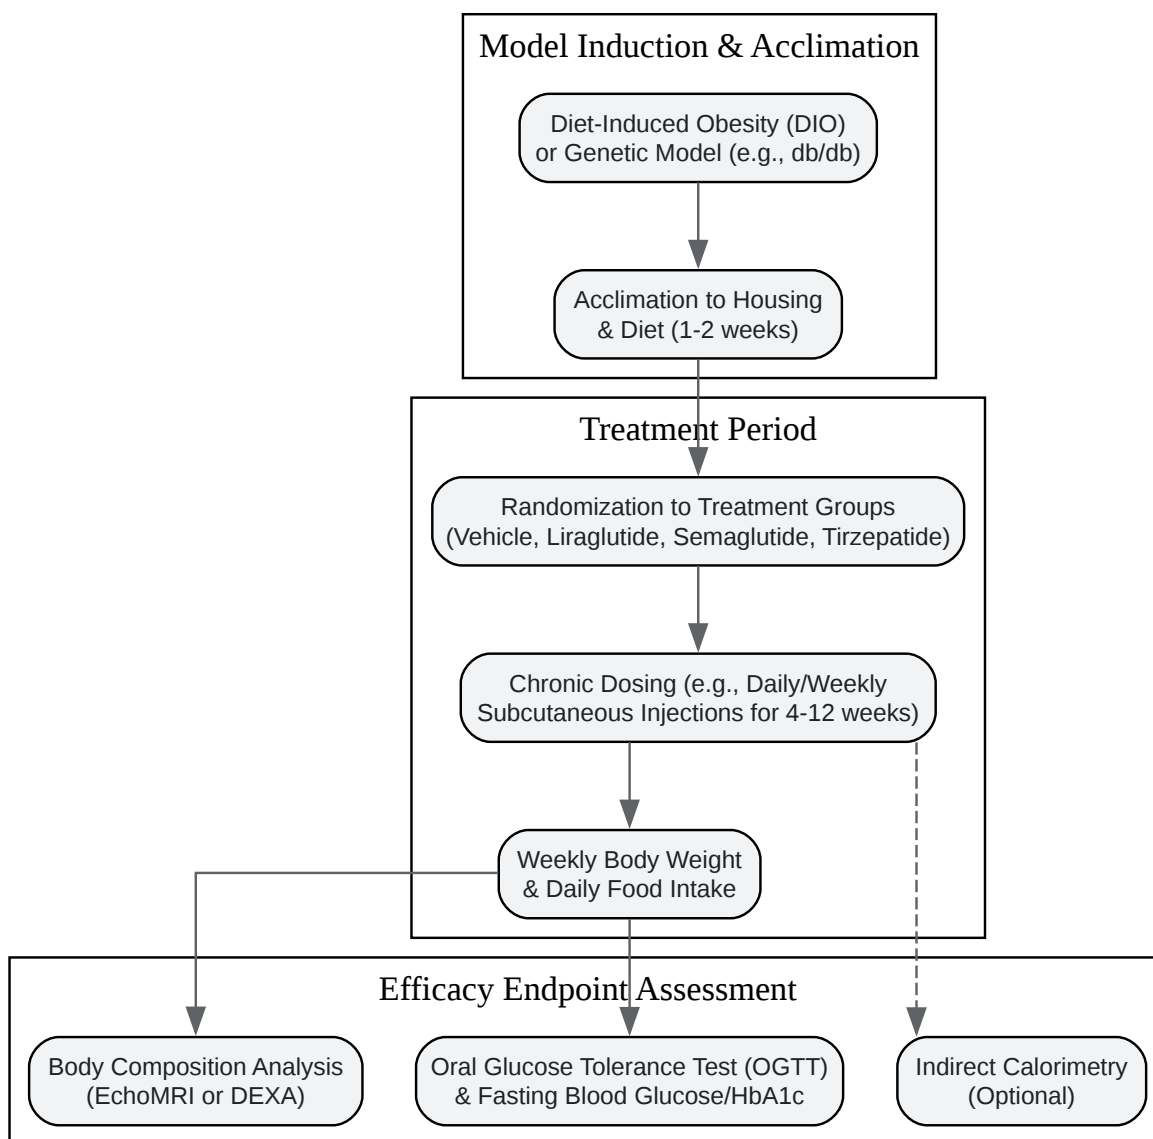 Model Induction & Acclimation
Diet-Induced Obesity (DIO)
or Genetic Model (e.g., db/db)
Acclimation to Housing
& Diet (1-2 weeks)
Treatment Period
Randomization to Treatment Groups
(Vehicle, Liraglutide, Semaglutide, Tirzepatide)
Chronic Dosing (e.g., Daily/Weekly
Subcutaneous Injections for 4-12 weeks)
Weekly Body Weight
& Daily Food Intake
Efficacy Endpoint Assessment
Body Composition Analysis
(EchoMRI or DEXA)
Oral Glucose Tolerance Test (OGTT)
& Fasting Blood Glucose/HbA1c
Indirect Calorimetry
(Optional)